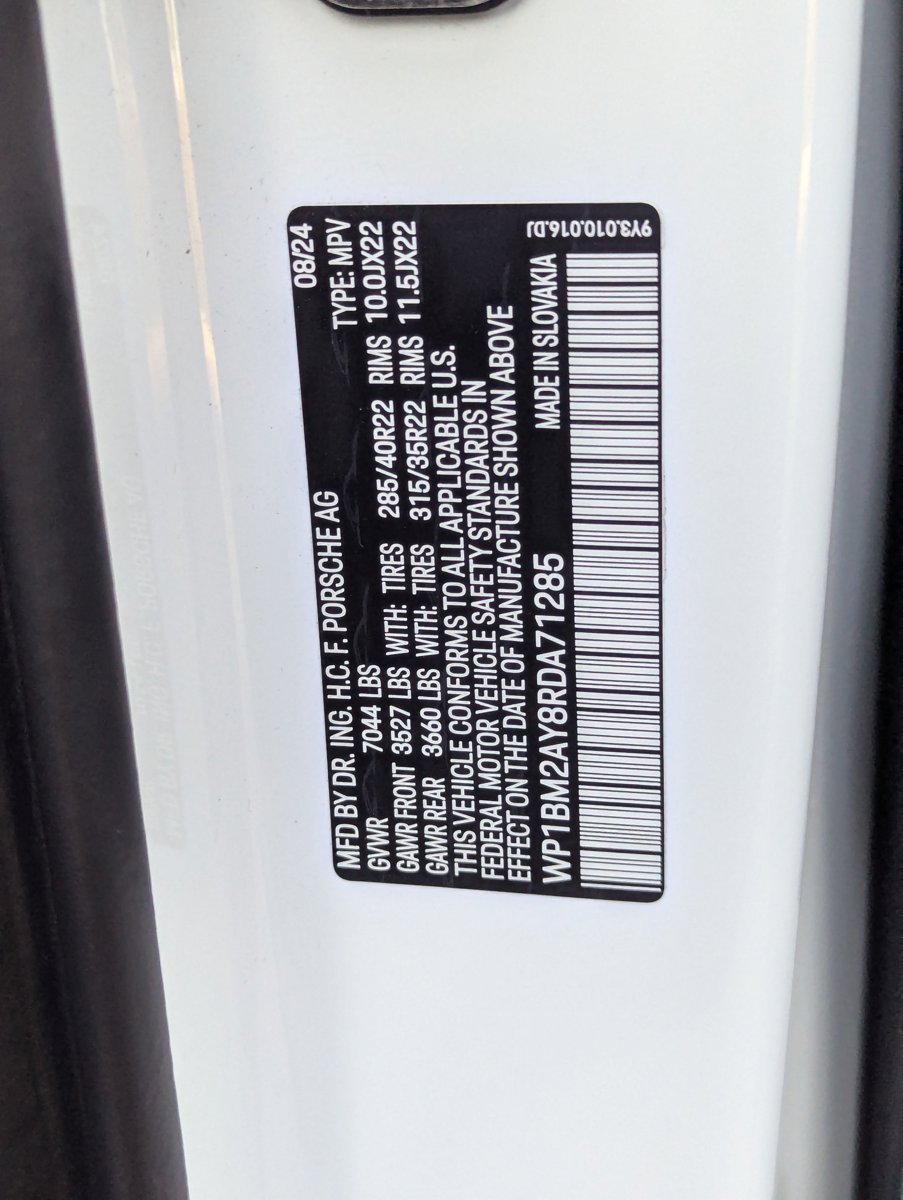 MFD BY DR. ING. H.C. F. PORSCHE AG 08/24
GVWR 7044 LBS TYPE: MPV
GAWR FRONT 3527 LBS WITH: TIRES 285/40R22 RIMS 10.0JX22
GAWR REAR 3660 LBS WITH: TIRES 315/35R22 RIMS 11.5JX22
THIS VEHICLE CONFORMS TO ALL APPLICABLE U.S.
FEDERAL MOTOR VEHICLE SAFETY STANDARDS IN
EFFECT ON THE DATE OF MANUFACTURE SHOWN ABOVE
WP1BM2AY8RDA71285 MADE IN SLOVAKIA
9Y3.010.016.DJ